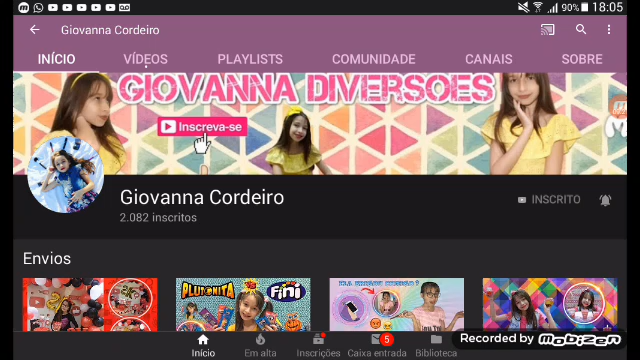 90% 18:05
Giovanna Cordeiro
INÍCIO VÍDEOS PLAYLISTS COMUNIDADE CANAIS SOBRE
GIOVANNA DIVERSOES
Inscreva-se
Giovanna Cordeiro
2.082 inscritos
INSCRITO
Envios
PLUTONITA
Fini
Início Em alta Inscrições Caixa entrada Biblioteca
5
Recorded by MOBIZEN